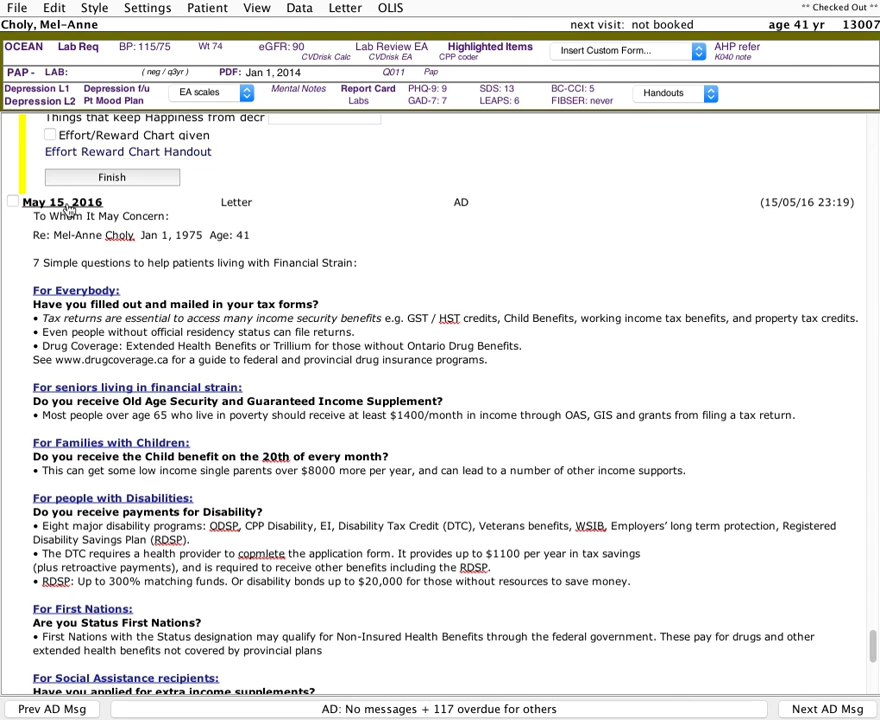 File Edit Style Settings Patient View Data Letter OLIS ** Checked Out **
Choly, Mel-Anne next visit: not booked age 41 yr 13007
OCEAN Lab Req BP: 115/75 Wt 74 eGFR: 90 Lab Review EA Highlighted Items Insert Custom Form... AHP refer
CVDrisk Calc CVDrisk EA CPP coder K040 note
PAP - LAB: ( neg / q3yr ) PDF: Jan 1, 2014 Q011 Pap
Depression L1 Depression f/u EA scales Mental Notes Report Card PHQ-9: 9 SDS: 13 BC-CCI: 5 Handouts
Depression L2 Pt Mood Plan Labs GAD-7: 7 LEAPS: 6 FIBSER: never
Things that keep Happiness from decr
Effort/Reward Chart given
Effort Reward Chart Handout
Finish
May 15, 2016 Letter AD (15/05/16 23:19)
To Whom It May Concern:
Re: Mel-Anne Choly, Jan 1, 1975 Age: 41
7 Simple questions to help patients living with Financial Strain:
For Everybody:
Have you filled out and mailed in your tax forms?
• Tax returns are essential to access many income security benefits e.g. GST / HST credits, Child Benefits, working income tax benefits, and property tax credits.
• Even people without official residency status can file returns.
• Drug Coverage: Extended Health Benefits or Trillium for those without Ontario Drug Benefits.
See www.drugcoverage.ca for a guide to federal and provincial drug insurance programs.
For seniors living in financial strain:
Do you receive Old Age Security and Guaranteed Income Supplement?
• Most people over age 65 who live in poverty should receive at least $1400/month in income through OAS, GIS and grants from filing a tax return.
For Families with Children:
Do you receive the Child benefit on the 20th of every month?
• This can get some low income single parents over $8000 more per year, and can lead to a number of other income supports.
For people with Disabilities:
Do you receive payments for Disability?
• Eight major disability programs: ODSP, CPP Disability, EI, Disability Tax Credit (DTC), Veterans benefits, WSIB, Employers' long term protection, Registered
Disability Savings Plan (RDSP).
• The DTC requires a health provider to copmlete the application form. It provides up to $1100 per year in tax savings
(plus retroactive payments), and is required to receive other benefits including the RDSP.
• RDSP: Up to 300% matching funds. Or disability bonds up to $20,000 for those without resources to save money.
For First Nations:
Are you Status First Nations?
• First Nations with the Status designation may qualify for Non-Insured Health Benefits through the federal government. These pay for drugs and other
extended health benefits not covered by provincial plans
For Social Assistance recipients:
Have you applied for extra income supplements?
Prev AD Msg AD: No messages + 117 overdue for others Next AD Msg